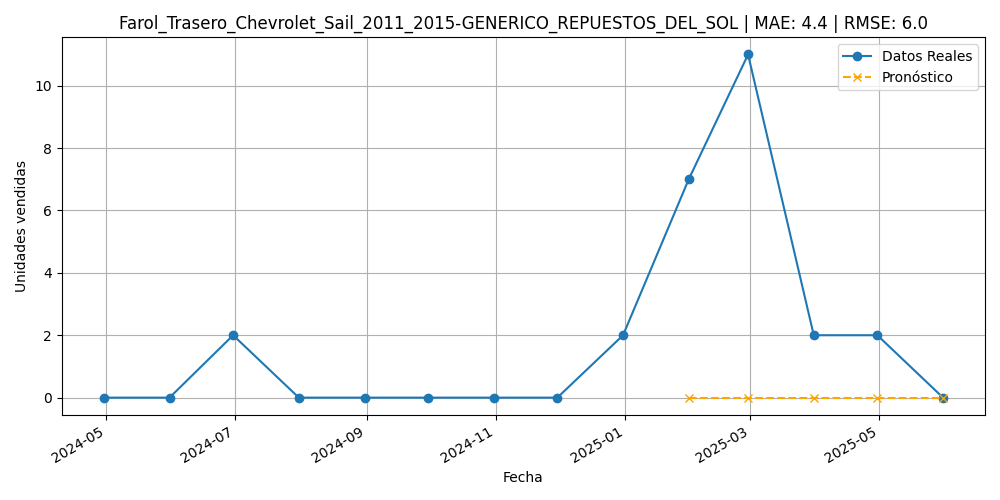 Farol_Trasero_Chevrolet_Sail_2011_2015-GENERICO_REPUESTOS_DEL_SOL | MAE: 4.4 | RMSE: 6.0
Datos Reales
Pronóstico
Unidades vendidas
10
8
6
4
2
0
2024-05
2024-07
2024-09
2024-11
2025-01
2025-03
2025-05
Fecha